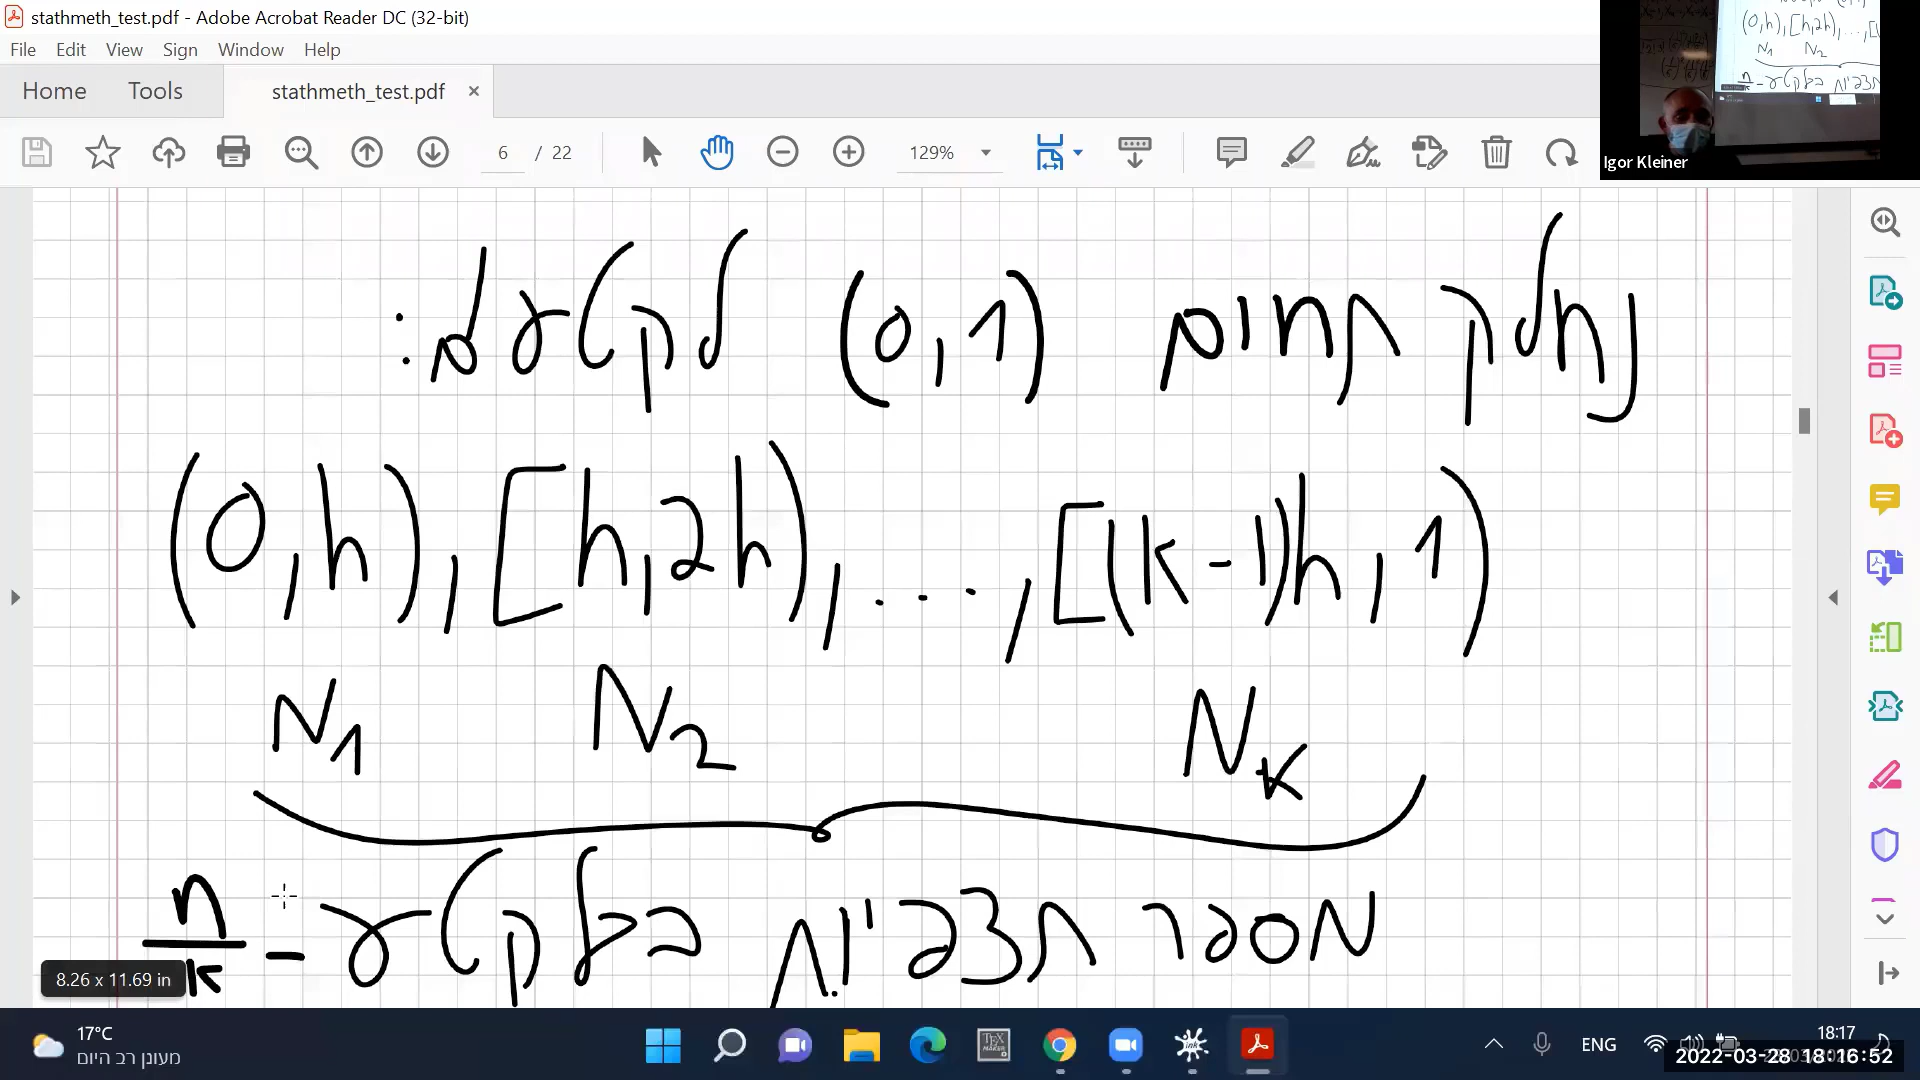 stathmeth_test.pdf - Adobe Acrobat Reader DC (32-bit)
File Edit View Sign Window Help
Home Tools stathmeth_test.pdf ×
6 / 22 129%
Igor Kleiner
נחלק תחום (0,1) לקטעים:
(0,h), [h,2h), ..., [(k-1)h, 1)
N1 N2 Nk
מספר תצפיות בכל קטע - n/k
8.26 x 11.69 in
17°C
מעונן רב היום
ENG
18:17
2022-03-28 18:16:52